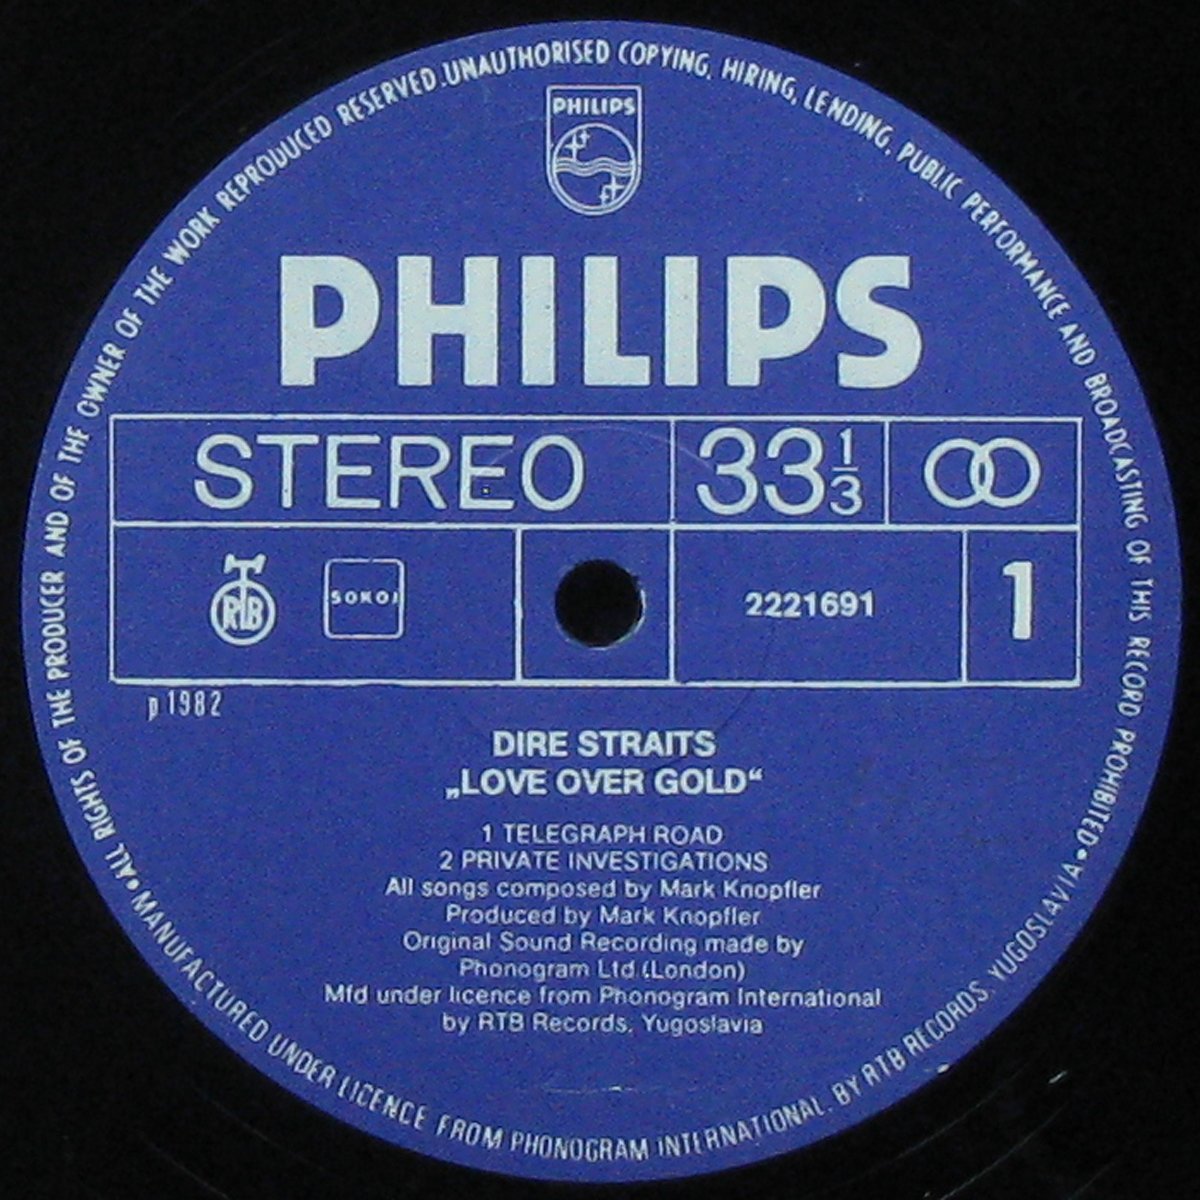 ALL RIGHTS OF THE PRODUCER AND OF THE OWNER OF THE WORK REPRODUCED RESERVED. UNAUTHORISED COPYING, HIRING, LENDING, PUBLIC PERFORMANCE AND BROADCASTING OF THIS RECORD PROHIBITED •
PHILIPS
PHILIPS
STEREO 33 1/3
RTB SOKOJ 2221691 1
p 1982
DIRE STRAITS
„LOVE OVER GOLD“
1 TELEGRAPH ROAD
2 PRIVATE INVESTIGATIONS
All songs composed by Mark Knopfler
Produced by Mark Knopfler
Original Sound Recording made by
Phonogram Ltd (London)
Mfd under licence from Phonogram International
by RTB Records, Yugoslavia
• MANUFACTURED UNDER LICENCE FROM PHONOGRAM INTERNATIONAL, BY RTB RECORDS, YUGOSLAVIA